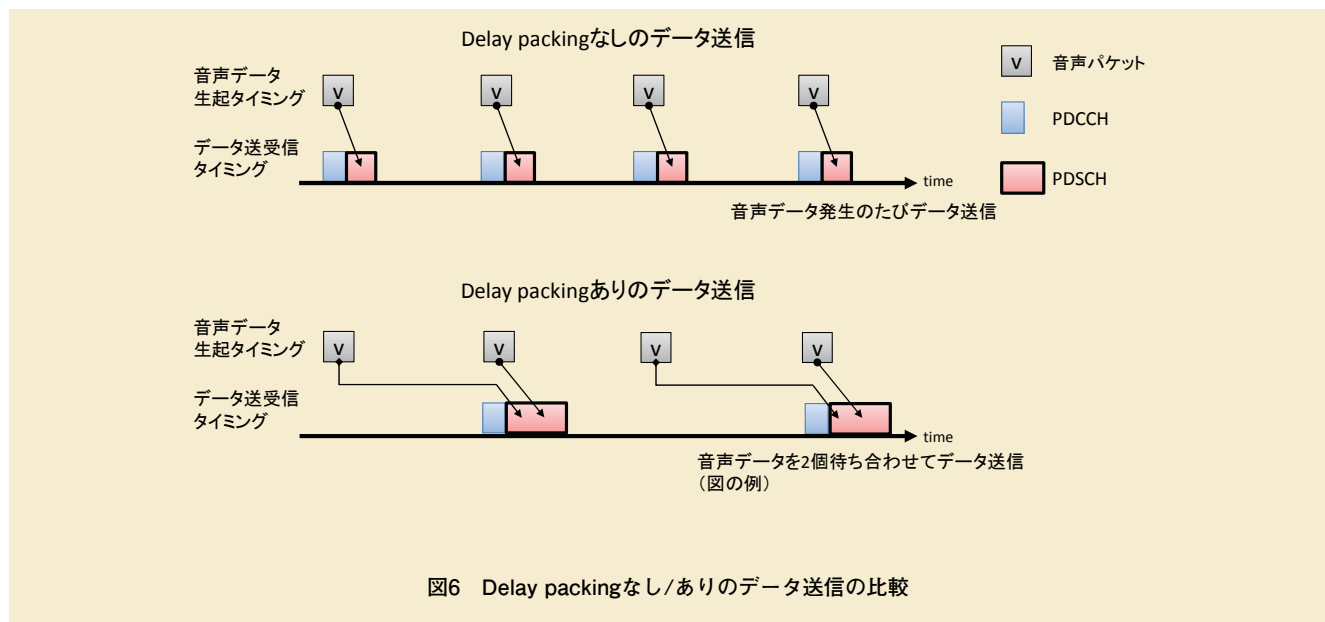 Delay packingなしのデータ送信
音声データ
生起タイミング
V
V
V
V
データ送受信
タイミング
time
音声データ発生のたびデータ送信
V
音声パケット
PDCCH
PDSCH
Delay packingありのデータ送信
音声データ
生起タイミング
V
V
V
V
データ送受信
タイミング
time
音声データを2個待ち合わせてデータ送信
（図の例）
図6 Delay packingなし/ありのデータ送信の比較